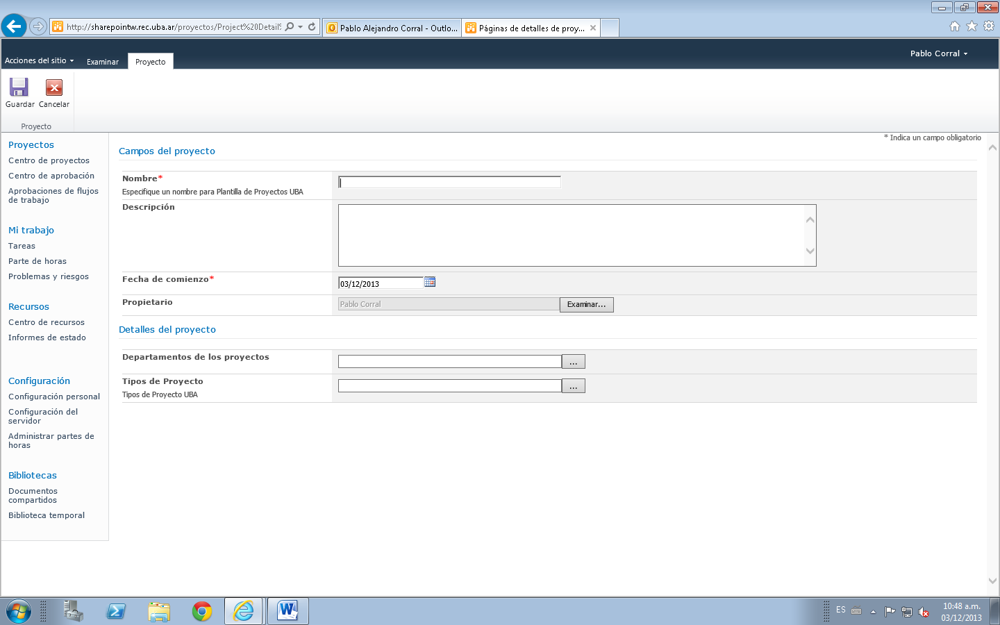 http://sharepointw.rec.uba.ar/proyectos/Project%20Detail%
Pablo Alejandro Corral - Outlo...
Páginas de detalles de proy...
Acciones del sitio
Examinar
Proyecto
Pablo Corral
Guardar
Cancelar
Proyecto
* Indica un campo obligatorio
Proyectos
Centro de proyectos
Centro de aprobación
Aprobaciones de flujos
de trabajo
Mi trabajo
Tareas
Parte de horas
Problemas y riesgos
Recursos
Centro de recursos
Informes de estado
Configuración
Configuración personal
Configuración del
servidor
Administrar partes de
horas
Bibliotecas
Documentos
compartidos
Biblioteca temporal
Campos del proyecto
Nombre*
Especifique un nombre para Plantilla de Proyectos UBA
Descripción
Fecha de comienzo*
03/12/2013
Propietario
Pablo Corral
Examinar...
Detalles del proyecto
Departamentos de los proyectos
...
Tipos de Proyecto
Tipos de Proyecto UBA
...
ES
10:48 a.m.
03/12/2013